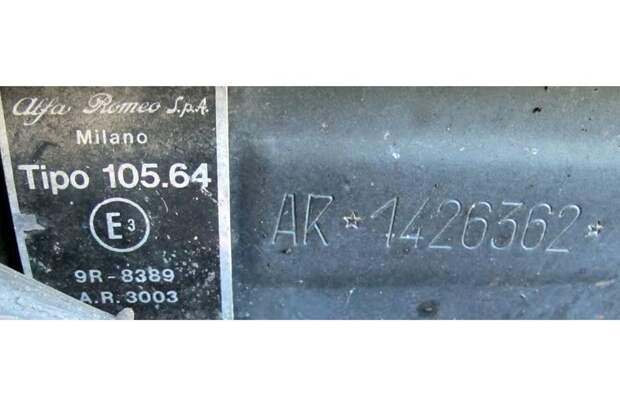 Alfa Romeo S.p.A.
Milano
Tipo 105.64
E3
9R-8389
A.R. 3003
AR ★ 1426362 ★